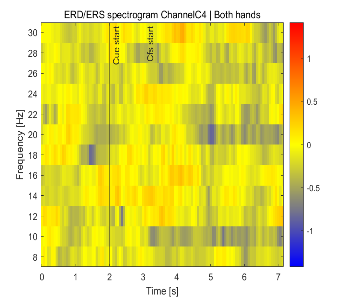 ERD/ERS spectrogram ChannelC4 | Both hands
Cue start
Cfs start
Frequency [Hz]
30
28
26
24
22
20
18
16
14
12
10
8
0 1 2 3 4 5 6 7
Time [s]
1
0.5
0
-0.5
-1